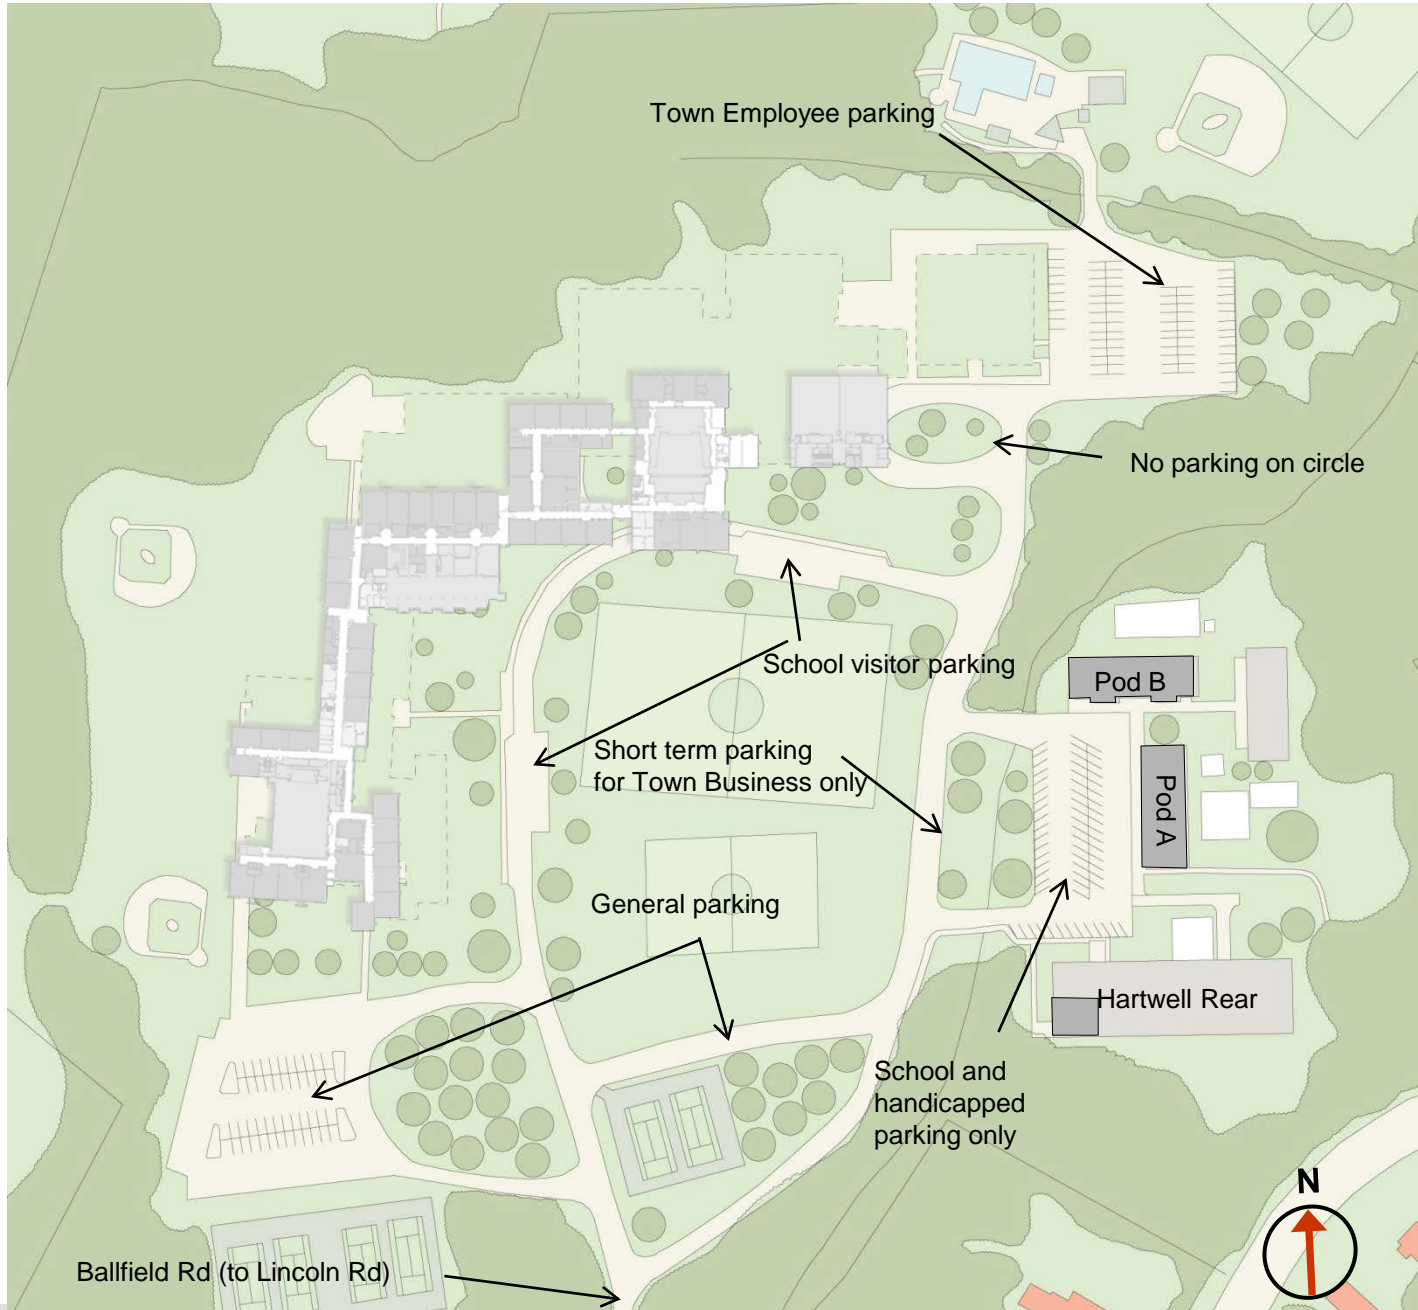 Town Employee parking
No parking on circle
School visitor parking
Pod B
Short term parking
for Town Business only
Pod A
General parking
Hartwell Rear
School and
handicapped
parking only
N
Ballfield Rd (to Lincoln Rd)